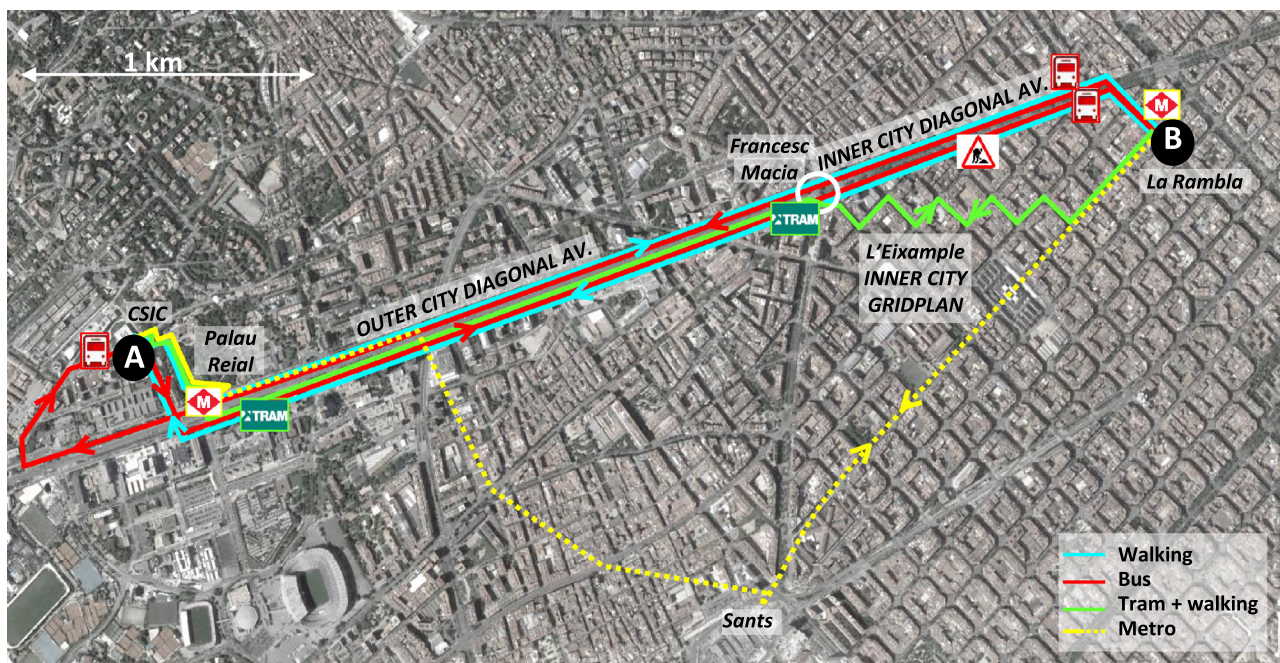 1 km
INNER CITY DIAGONAL AV.
M
B
La Rambla
Francesc
Macia
TRAM
L'Eixample
INNER CITY
GRIDPLAN
OUTER CITY DIAGONAL AV.
CSIC
A
Palau
Reial
M
TRAM
Sants
Walking
Bus
Tram + walking
Metro